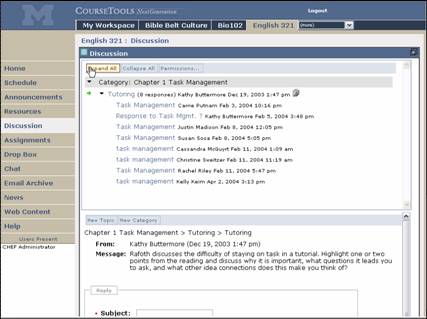 M
COURSETOOLS NextGeneration
Logout
My Workspace
Bible Belt Culture
Bio102
English 321
(more)
English 321 : Discussion
Discussion
Home
Schedule
Announcements
Resources
Discussion
Assignments
Drop Box
Chat
Email Archive
News
Web Content
Help
Users Present
CHEF Administrator
Expand All
Collapse All
Permissions...
Category: Chapter 1 Task Management
Tutoring (8 responses) Kathy Buttermore Dec 19, 2003 1:47 pm
Task Management Carrie Putnam Feb 3, 2004 10:16 pm
Response to Task Mgmt. ? Kathy Buttermore Feb 5, 2004 3:48 pm
Task Management Justin Madison Feb 8, 2004 12:05 pm
Task Management Susan Sosa Feb 8, 2004 5:05 pm
task management Cassandra McGuyrt Feb 11, 2004 1:09 am
task management Christine Sweitzer Feb 11, 2004 11:19 am
Task Management Rachel Riley Feb 11, 2004 5:47 pm
task management Kelly Keim Apr 2, 2004 3:13 pm
New Topic
New Category
Chapter 1 Task Management > Tutoring > Tutoring
From: Kathy Buttermore (Dec 19, 2003 1:47 pm)
Message: Rafoth discusses the difficulty of staying on task in a tutorial. Highlight one or two
points from the reading and discuss why it is important, what questions it leads you
to ask, and what other idea connections does this make you think of?
Reply
* Subject: